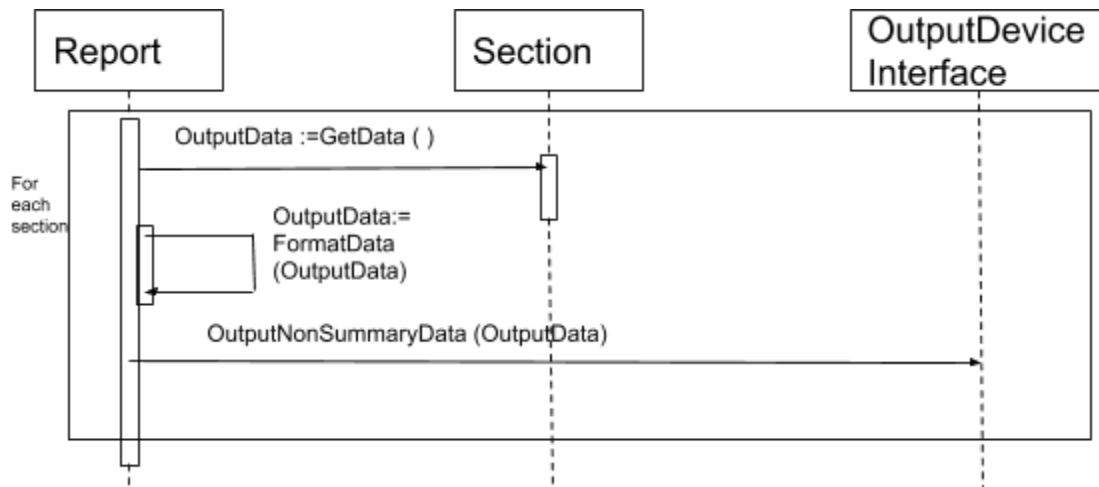 Report
Section
OutputDevice
Interface
OutputData :=GetData ( )
For
each
section
OutputData:=
FormatData
(OutputData)
OutputNonSummaryData (OutputData)